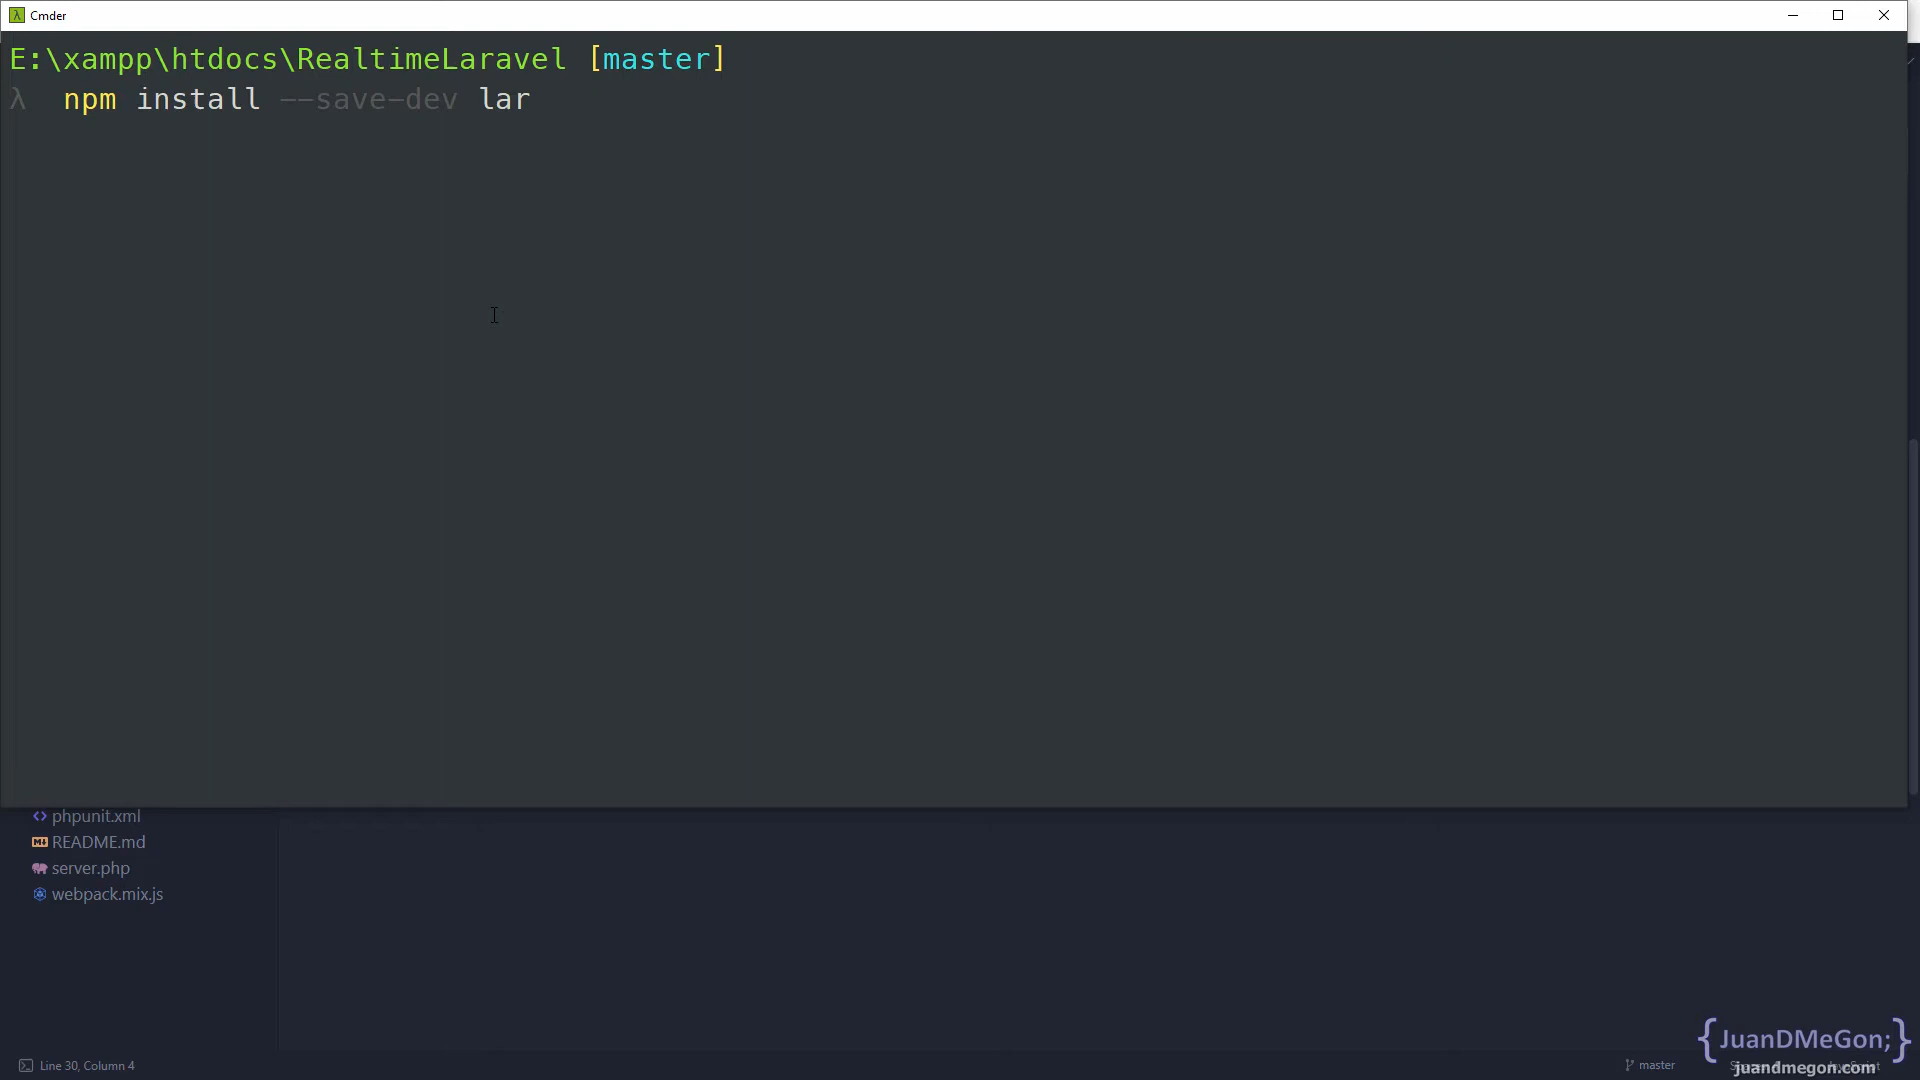 Cmder
E:\xampp\htdocs\RealtimeLaravel [master]
λ npm install --save-dev lar
phpunit.xml
README.md
server.php
webpack.mix.js
{JuanDMeGon;}
juandmegon.com
Line 30, Column 4
master